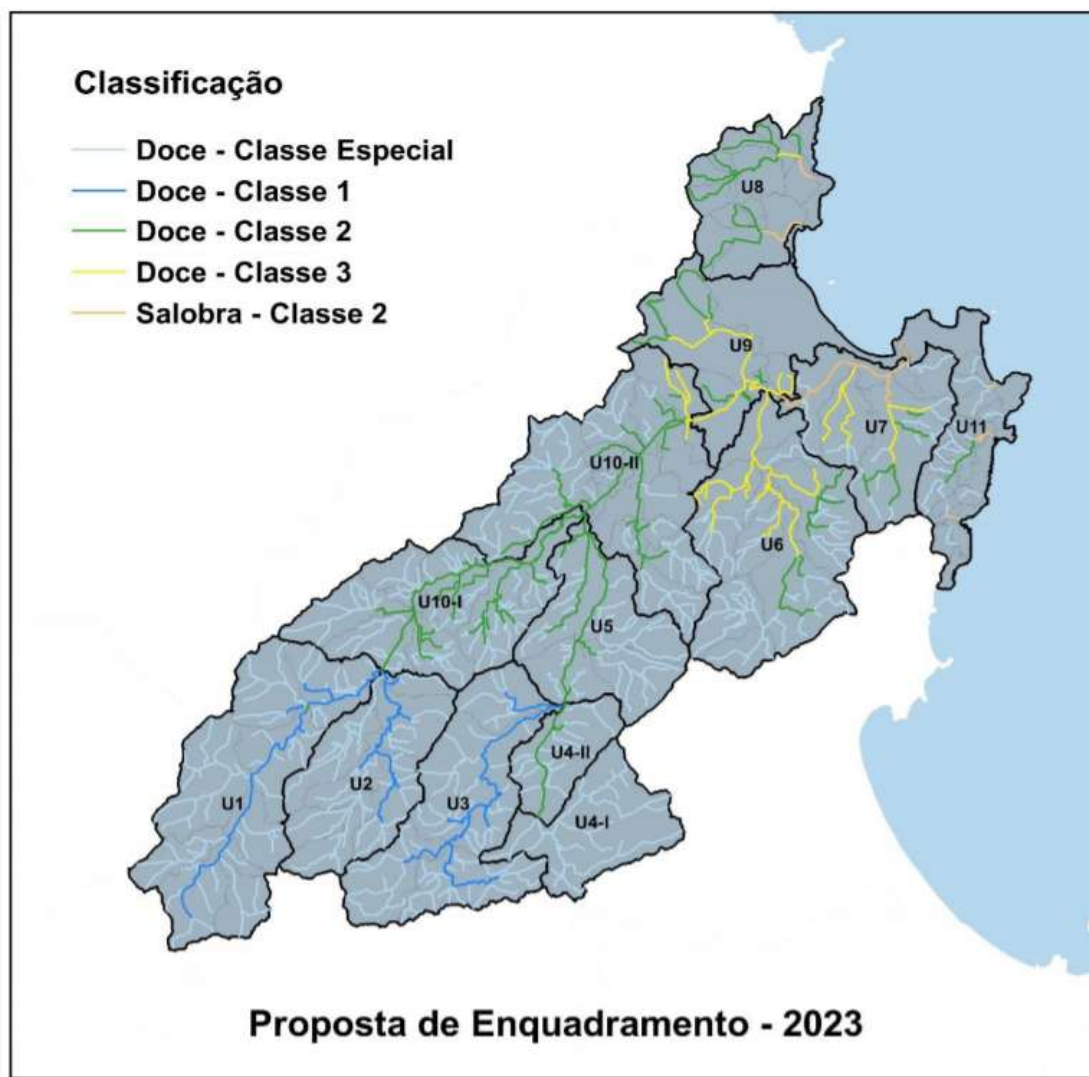 Classificação
Doce - Classe Especial
Doce - Classe 1
Doce - Classe 2
Doce - Classe 3
Salobra - Classe 2
U8
U9
U7
U11
U10-II
U6
U10-I
U5
U4-II
U2
U1
U3
U4-I
Proposta de Enquadramento - 2023